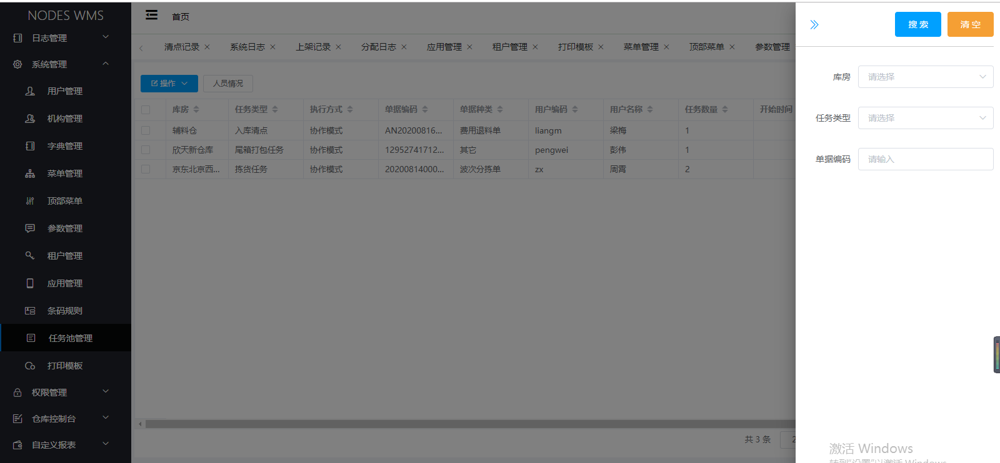 NODES WMS
日志管理
系统管理
用户管理
机构管理
字典管理
菜单管理
顶部菜单
参数管理
租户管理
应用管理
条码规则
任务池管理
打印模板
权限管理
仓库控制台
自定义报表
首页
清点记录 系统日志 上架记录 分配日志 应用管理 租户管理 打印模板 菜单管理 顶部菜单 参数管理
操作 人员情况
库房 任务类型 执行方式 单据编码 单据种类 用户编码 用户名称 任务数量 开始时间
辅料仓 入库清点 协作模式 AN20200816... 费用退料单 liangm 梁梅 1
欣天新仓库 尾箱打包任务 协作模式 12952741712... 其它 pengwei 彭伟 1
京东北京西... 拣货任务 协作模式 20200814000... 波次分拣单 zx 周霄 2
共 3 条 2
搜 索 清 空
库房 请选择
任务类型 请选择
单据编码 请输入
激活 Windows
转到"设置"以激活 Windows